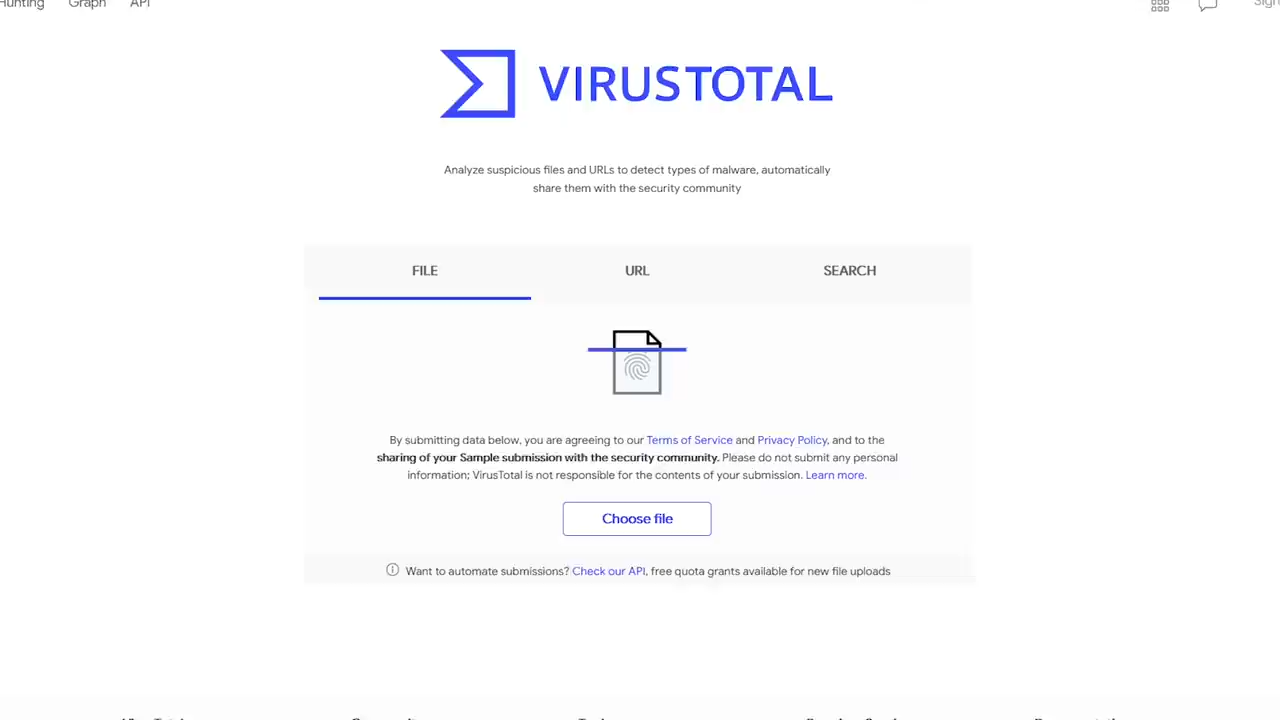 Hunting Graph API
VIRUSTOTAL
Analyze suspicious files and URLs to detect types of malware, automatically
share them with the security community
FILE URL SEARCH
By submitting data below, you are agreeing to our Terms of Service and Privacy Policy, and to the
sharing of your Sample submission with the security community. Please do not submit any personal
information; VirusTotal is not responsible for the contents of your submission. Learn more.
Choose file
Want to automate submissions? Check our API, free quota grants available for new file uploads